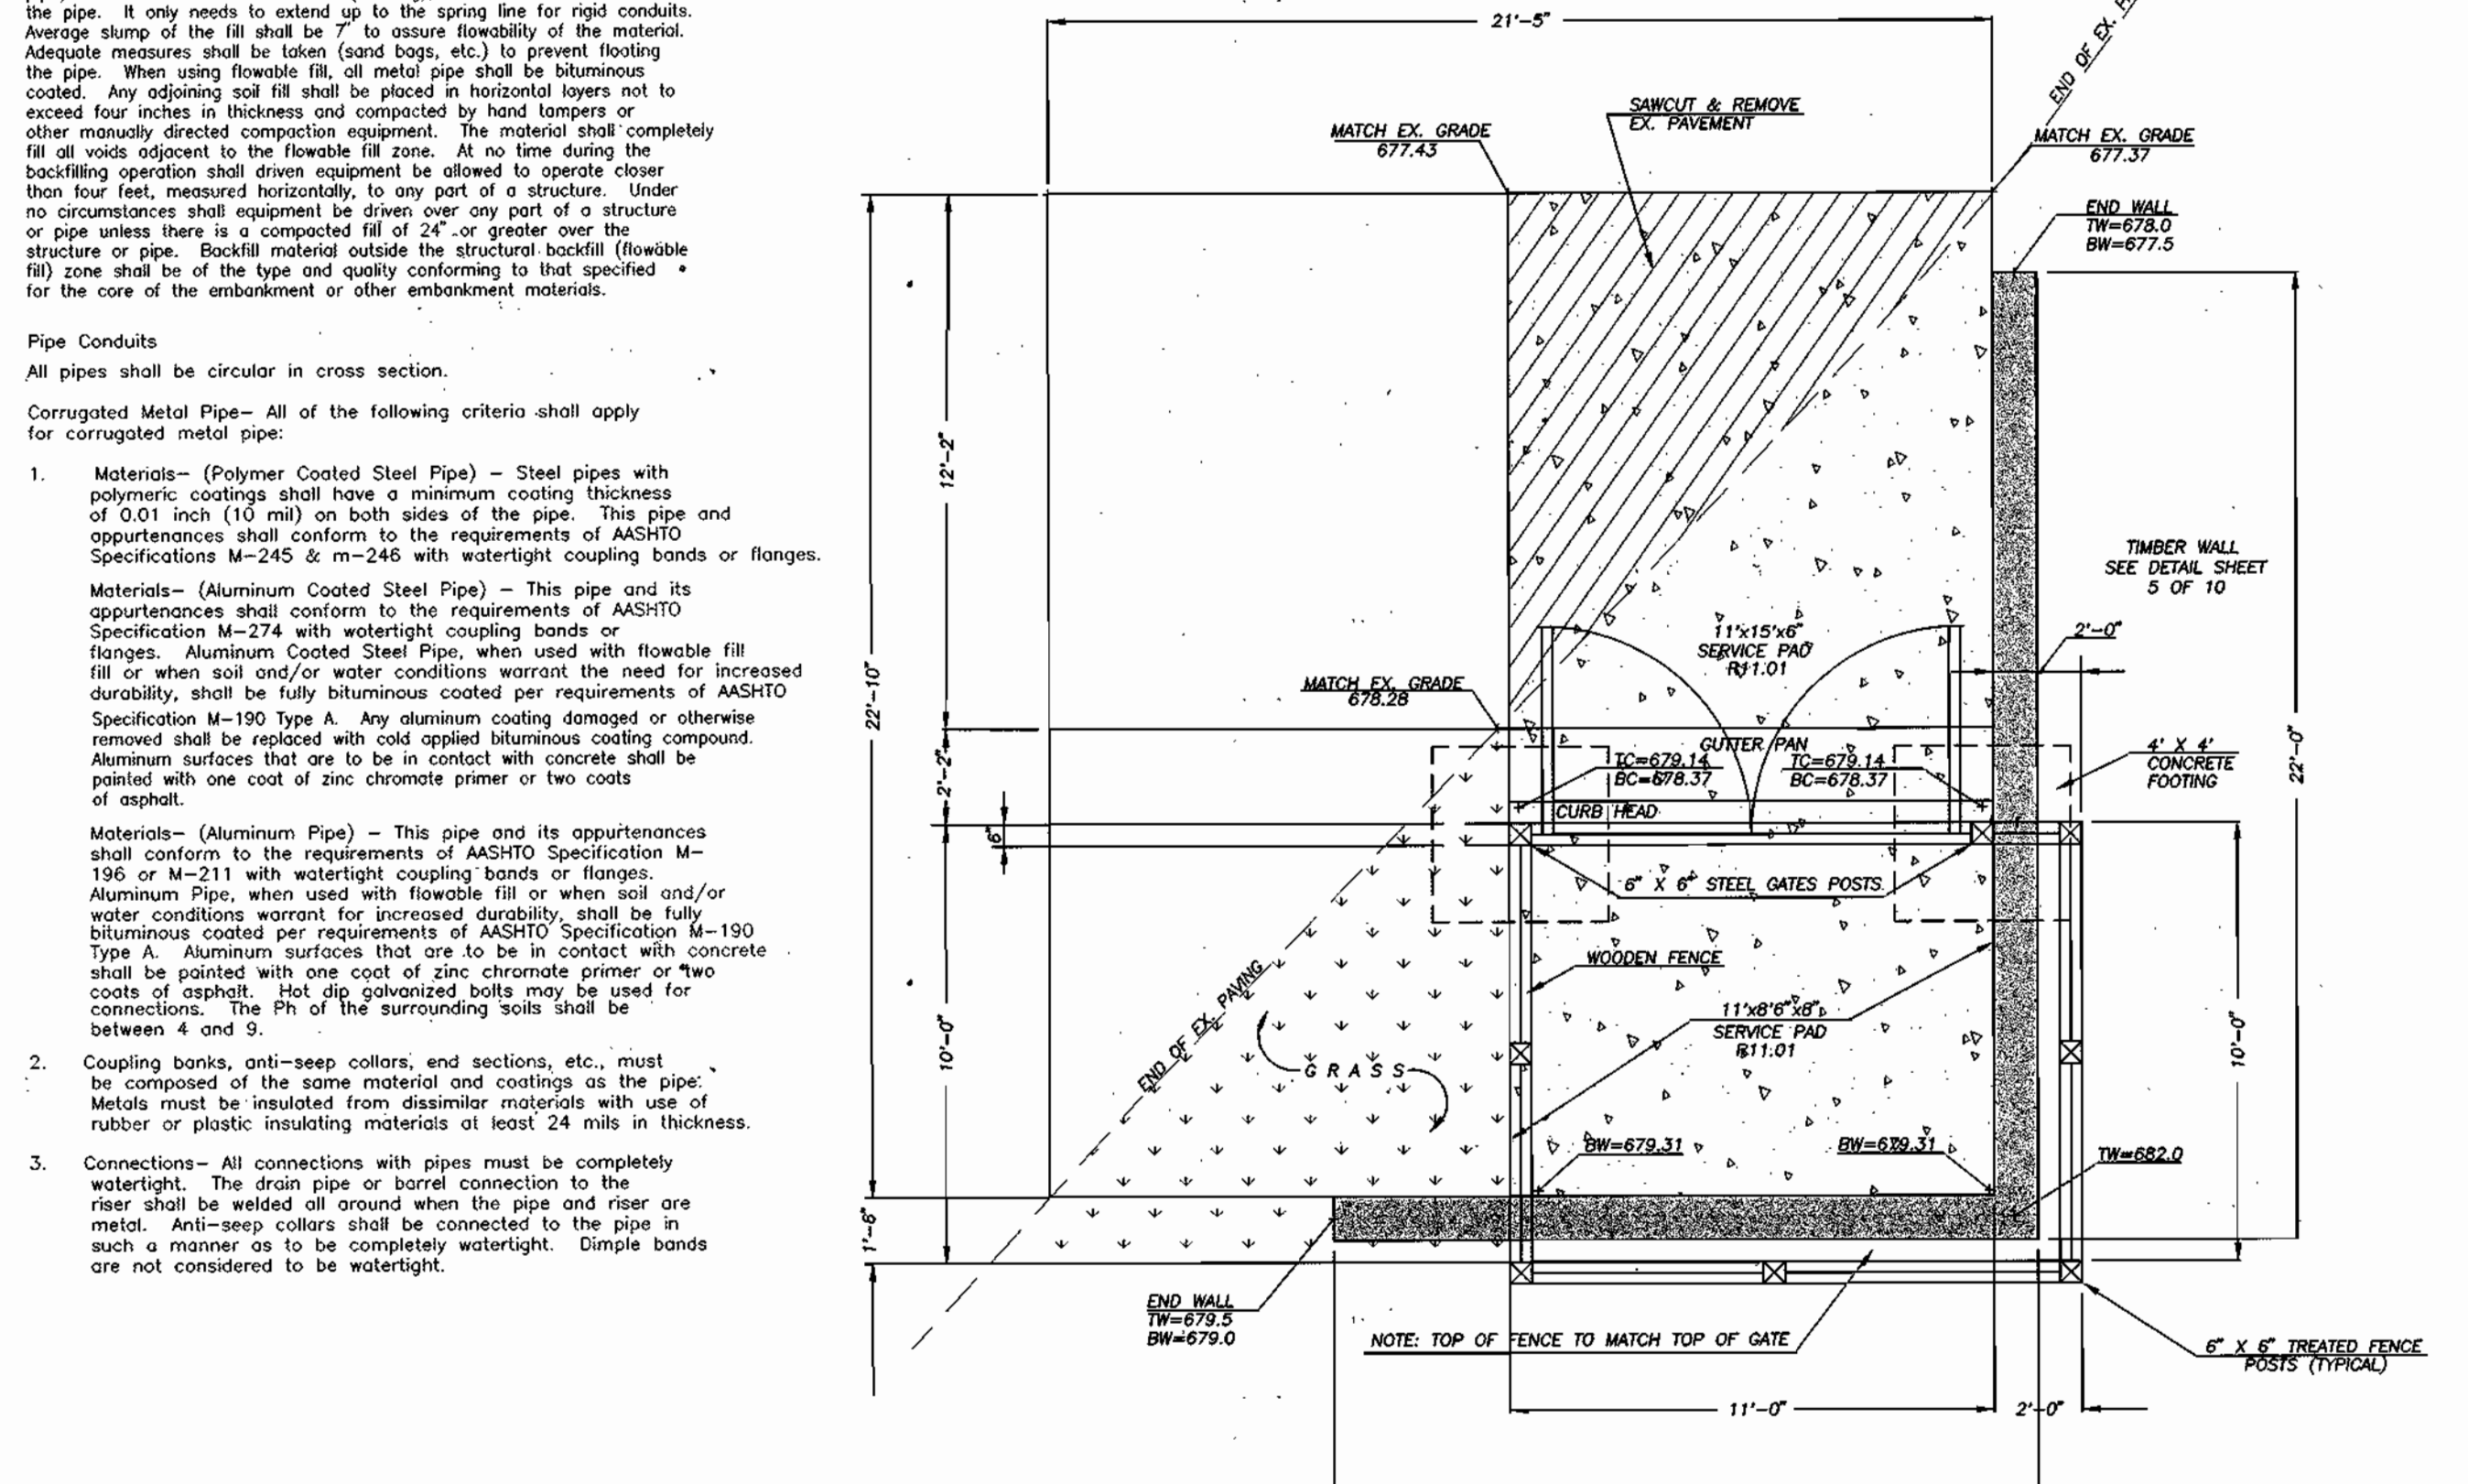 the pipe. It only needs to extend up to the spring line for rigid conduits.
Average slump of the fill shall be 7" to assure flowability of the material.
Adequate measures shall be taken (sand bags, etc.) to prevent floating
the pipe. When using flowable fill, all metal pipe shall be bituminous
coated. Any adjoining soil fill shall be placed in horizontal layers not to
exceed four inches in thickness and compacted by hand tampers or
other manually directed compaction equipment. The material shall completely
fill all voids adjacent to the flowable fill zone. At no time during the
backfilling operation shall driven equipment be allowed to operate closer
than four feet, measured horizontally, to any part of a structure. Under
no circumstances shall equipment be driven over any part of a structure
or pipe unless there is a compacted fill of 24" or greater over the
structure or pipe. Backfill material outside the structural backfill (flowable
fill) zone shall be of the type and quality conforming to that specified
for the core of the embankment or other embankment materials.
Pipe Conduits
All pipes shall be circular in cross section.
Corrugated Metal Pipe- All of the following criteria shall apply
for corrugated metal pipe:
1. Materials- (Polymer Coated Steel Pipe) - Steel pipes with
polymeric coatings shall have a minimum coating thickness
of 0.01 inch (10 mil) on both sides of the pipe. This pipe and
appurtenances shall conform to the requirements of AASHTO
Specifications M-245 & m-246 with watertight coupling bands or flanges.
Materials- (Aluminum Coated Steel Pipe) - This pipe and its
appurtenances shall conform to the requirements of AASHTO
Specification M-274 with watertight coupling bands or
flanges. Aluminum Coated Steel Pipe, when used with flowable fill
fill or when soil and/or water conditions warrant the need for increased
durability, shall be fully bituminous coated per requirements of AASHTO
Specification M-190 Type A. Any aluminum coating damaged or otherwise
removed shall be replaced with cold applied bituminous coating compound.
Aluminum surfaces that are to be in contact with concrete shall be
painted with one coat of zinc chromate primer or two coats
of asphalt.
Materials- (Aluminum Pipe) - This pipe and its appurtenances
shall conform to the requirements of AASHTO Specification M-
196 or M-211 with watertight coupling bands or flanges.
Aluminum Pipe, when used with flowable fill or when soil and/or
water conditions warrant for increased durability, shall be fully
bituminous coated per requirements of AASHTO Specification M-190
Type A. Aluminum surfaces that are to be in contact with concrete
shall be painted with one coat of zinc chromate primer or two
coats of asphalt. Hot dip galvanized bolts may be used for
connections. The Ph of the surrounding soils shall be
between 4 and 9.
2. Coupling banks, anti-seep collars, end sections, etc., must
be composed of the same material and coatings as the pipe.
Metals must be insulated from dissimilar materials with use of
rubber or plastic insulating materials at least 24 mils in thickness.
3. Connections- All connections with pipes must be completely
watertight. The drain pipe or barrel connection to the
riser shall be welded all around when the pipe and riser are
metal. Anti-seep collars shall be connected to the pipe in
such a manner as to be completely watertight. Dimple bands
are not considered to be watertight.
21'-5"
END OF EX.
SAWCUT & REMOVE
EX. PAVEMENT
MATCH EX. GRADE
677.43
MATCH EX. GRADE
677.37
END WALL
TW=678.0
BW=677.5
12'-2"
TIMBER WALL
SEE DETAIL SHEET
5 OF 10
11'x15'x6"
SERVICE PAD
R11.01
2'-0"
22'-10"
MATCH EX. GRADE
678.28
2'-2"
GUTTER PAN
TC=679.14
BC=678.37
TC=679.14
BC=678.37
4' X 4'
CONCRETE
FOOTING
22'-0"
CURB HEAD
6"
6" X 6" STEEL GATES POSTS
WOODEN FENCE
END OF EX. PAVING
11'x8'6"x8"
SERVICE PAD
R11.01
10'-0"
10'-0"
GRASS
BW=679.31
BW=679.31
TW=682.0
1'-6"
END WALL
TW=679.5
BW=679.0
NOTE: TOP OF FENCE TO MATCH TOP OF GATE
6" X 6" TREATED FENCE
POSTS (TYPICAL)
11'-0"
2'-0"